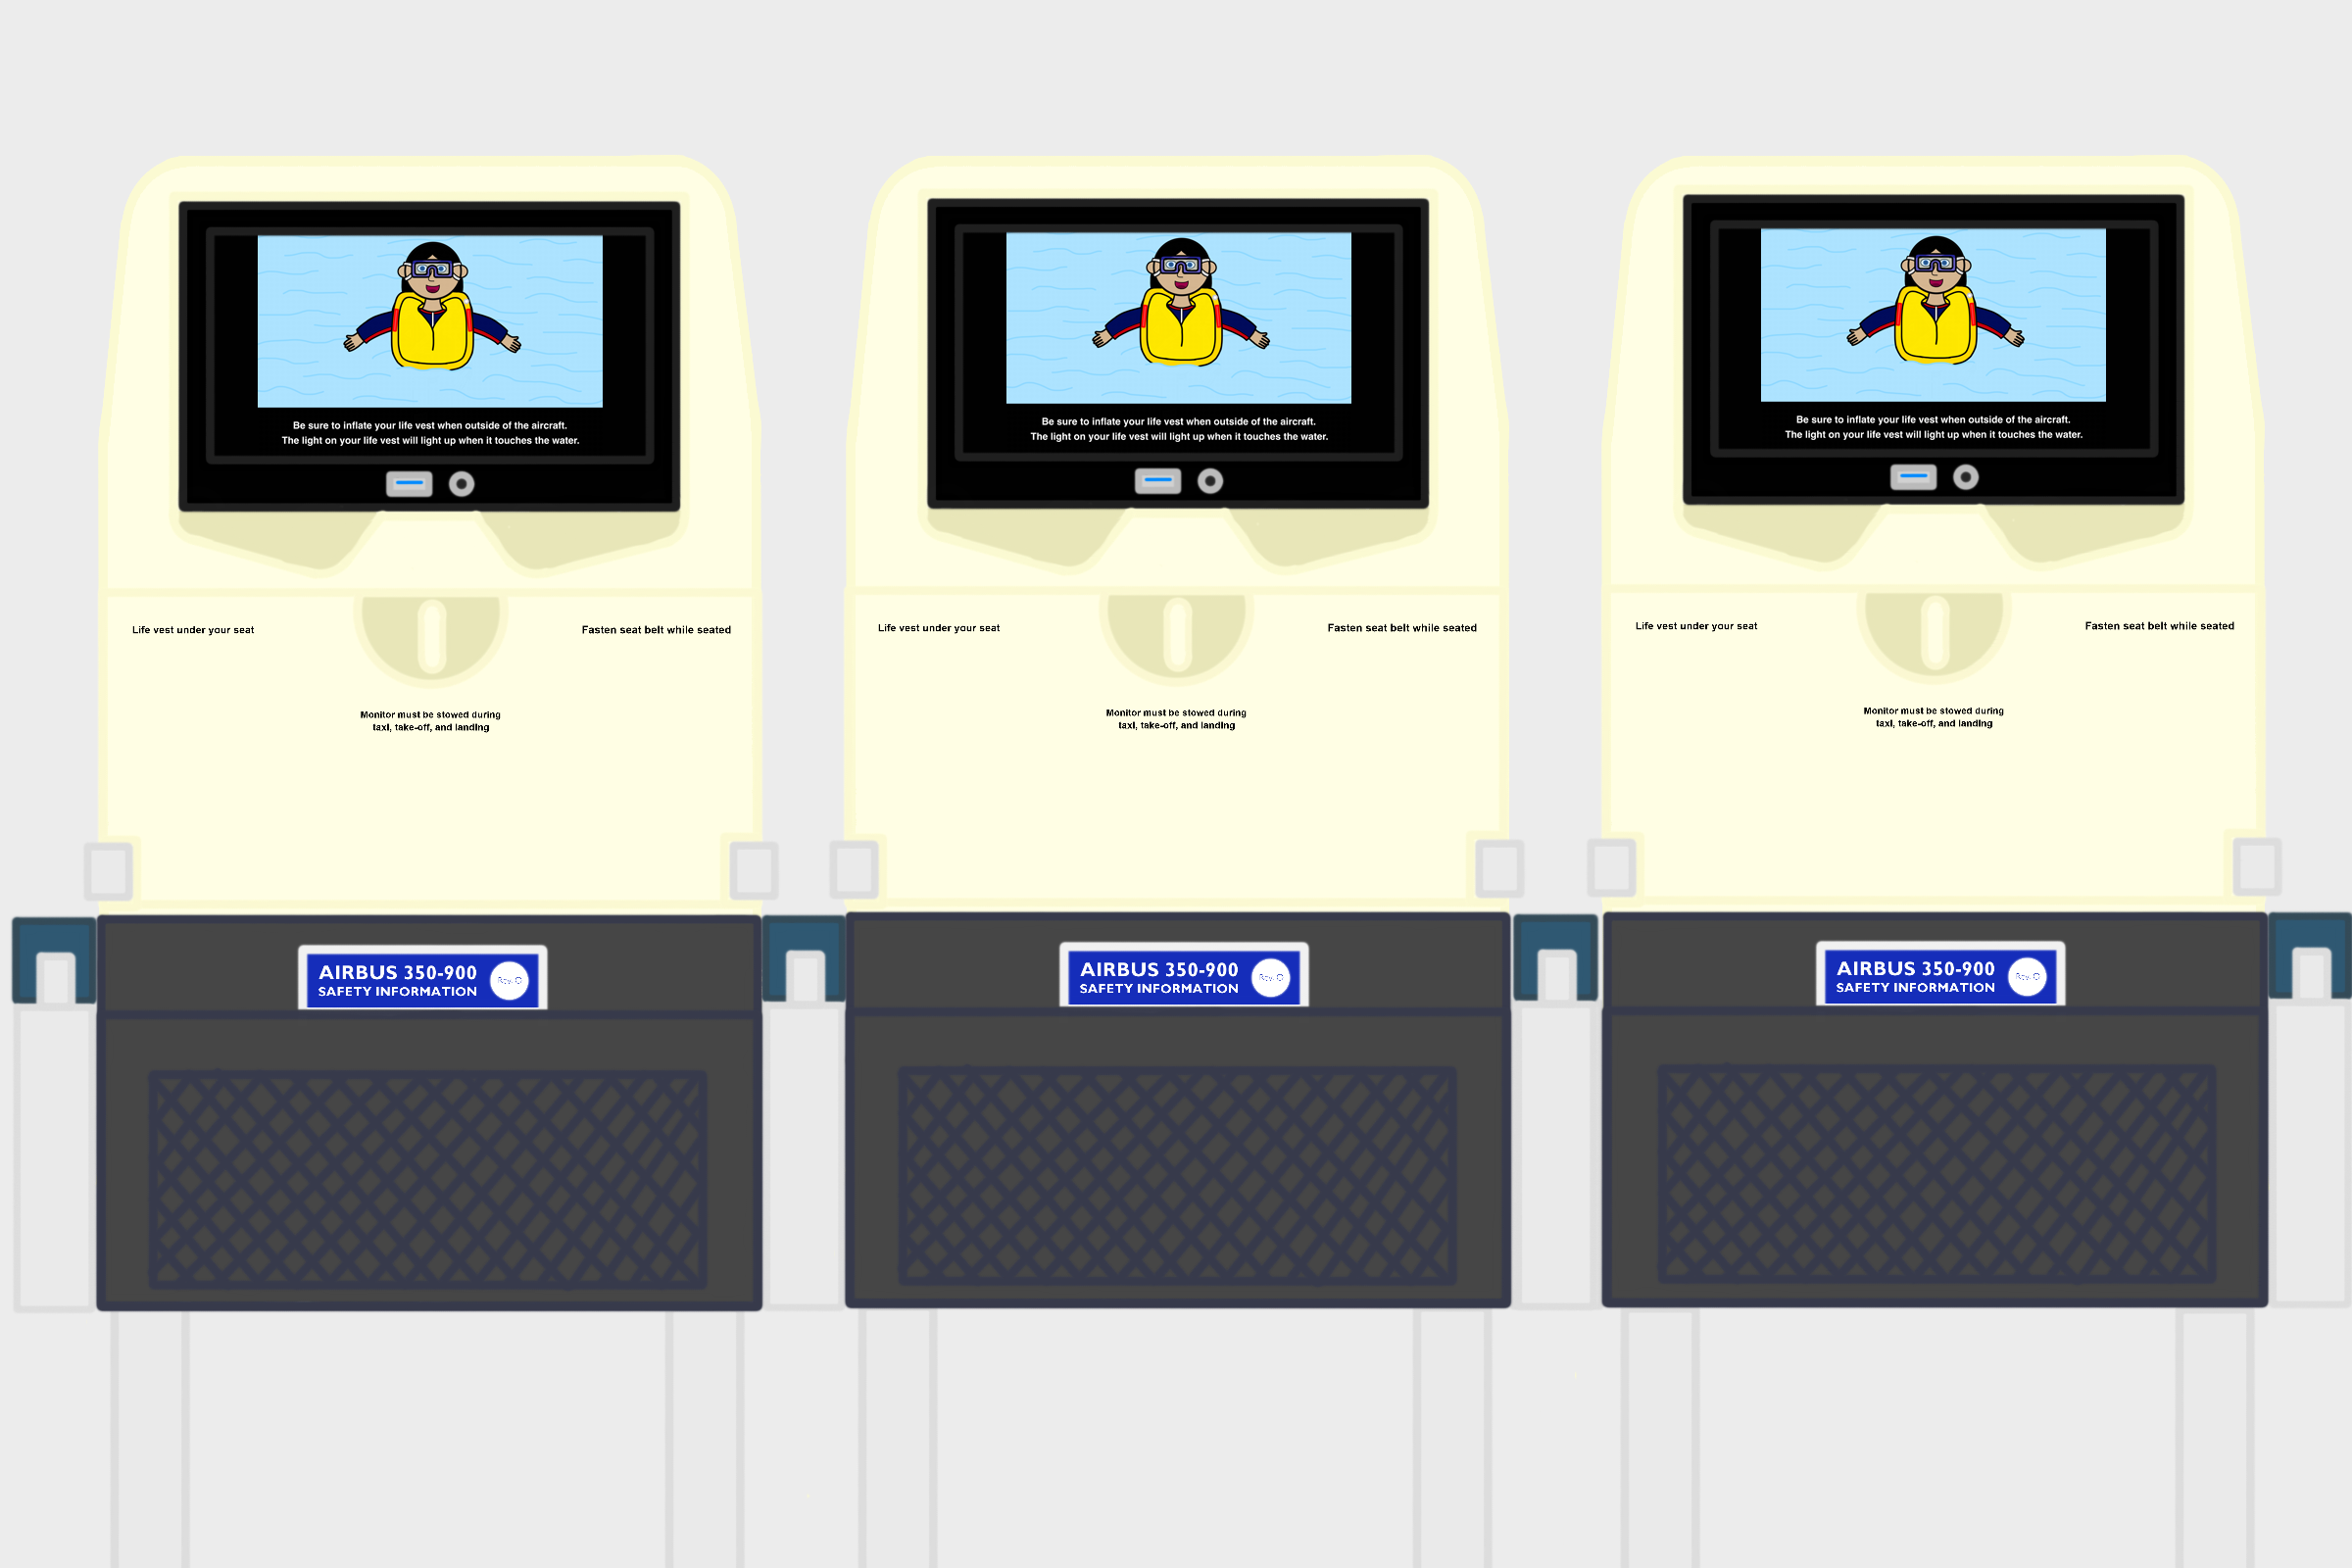 Be sure to inflate your life vest when outside of the aircraft.
The light on your life vest will light up when it touches the water.
Life vest under your seat
Fasten seat belt while seated
Monitor must be stowed during
taxi, take-off, and landing
AIRBUS 350-900
SAFETY INFORMATION
Be sure to inflate your life vest when outside of the aircraft.
The light on your life vest will light up when it touches the water.
Life vest under your seat
Fasten seat belt while seated
Monitor must be stowed during
taxi, take-off, and landing
AIRBUS 350-900
SAFETY INFORMATION
Be sure to inflate your life vest when outside of the aircraft.
The light on your life vest will light up when it touches the water.
Life vest under your seat
Fasten seat belt while seated
Monitor must be stowed during
taxi, take-off, and landing
AIRBUS 350-900
SAFETY INFORMATION